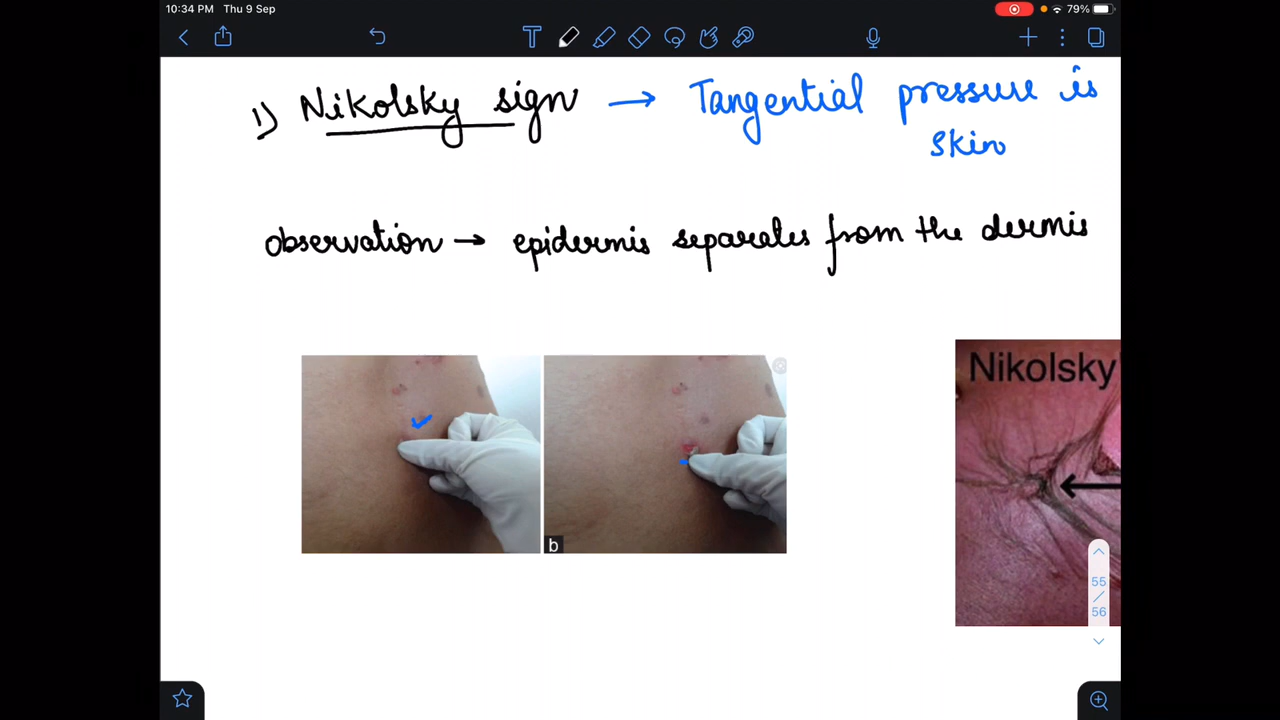 10:34 PM Thu 9 Sep
79%
1) Nikolsky sign → Tangential pressure is
skin
observation → epidermis separates from the dermis
Nikolsky
b
55
/
56